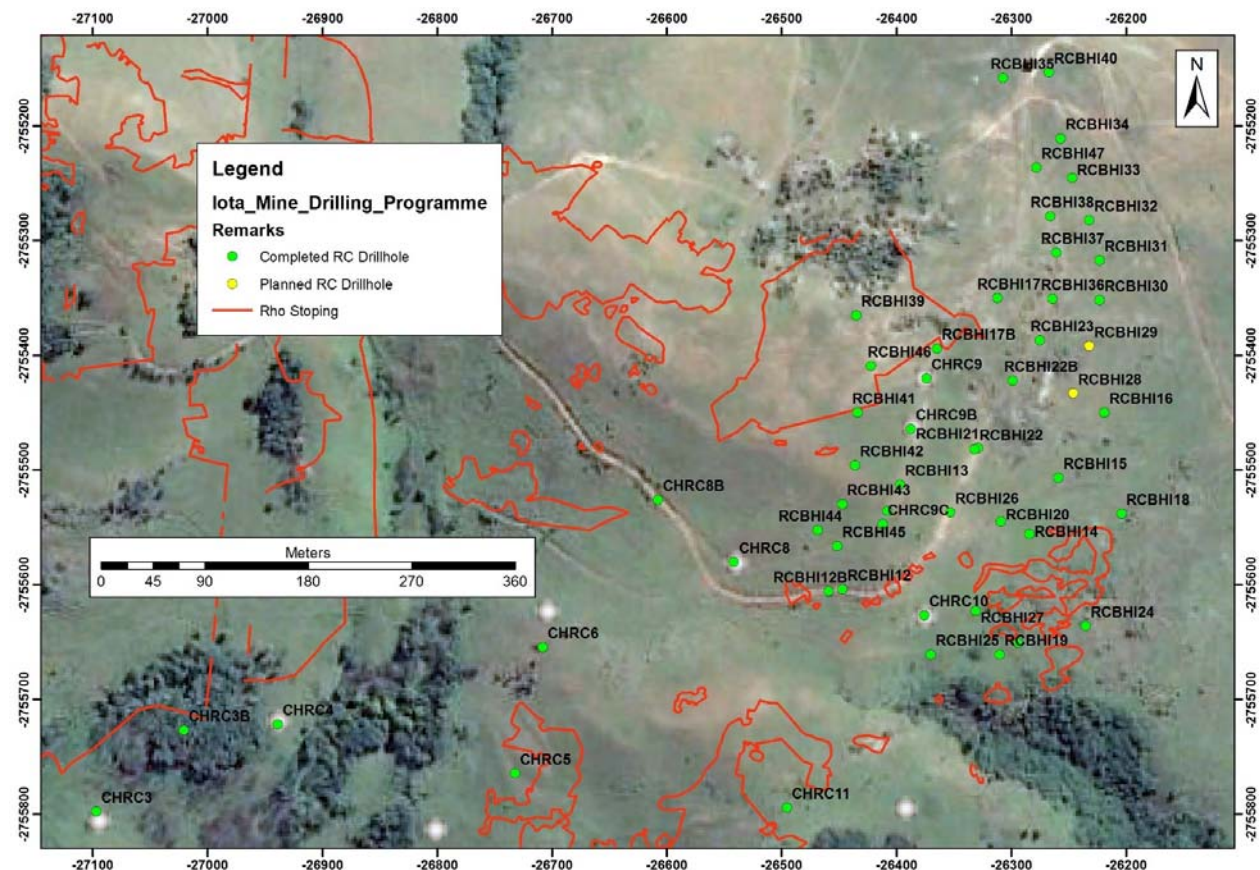 -27100 -27000 -26900 -26800 -26700 -26600 -26500 -26400 -26300 -26200
N
RCBHI35 RCBHI40
-2755200 -2755200
RCBHI34
RCBHI47
RCBHI33
Legend
Iota_Mine_Drilling_Programme
Remarks
Completed RC Drillhole
Planned RC Drillhole
Rho Stoping
RCBHI38 RCBHI32
-2755300 -2755300
RCBHI37 RCBHI31
RCBHI17 RCBHI36 RCBHI30
RCBHI39
RCBHI17B RCBHI23 RCBHI29
-2755400 -2755400
RCBHI46 CHRC9 RCBHI22B RCBHI28
RCBHI41 RCBHI16
CHRC9B
RCBHI21 RCBHI22
RCBHI42
-2755500 -2755500
RCBHI13 RCBHI15
CHRC8B RCBHI43
CHRC9C RCBHI26 RCBHI18
RCBHI44 RCBHI20
RCBHI45 RCBHI14
CHRC8
Meters
0 45 90 180 270 360
RCBHI12B RCBHI12
-2755600 -2755600
CHRC10
RCBHI27 RCBHI24
CHRC6
RCBHI25 RCBHI19
-2755700 -2755700
CHRC3B CHRC4
CHRC5
CHRC3 CHRC11
-2755800 -2755800
-27100 -27000 -26900 -26800 -26700 -26600 -26500 -26400 -26300 -26200